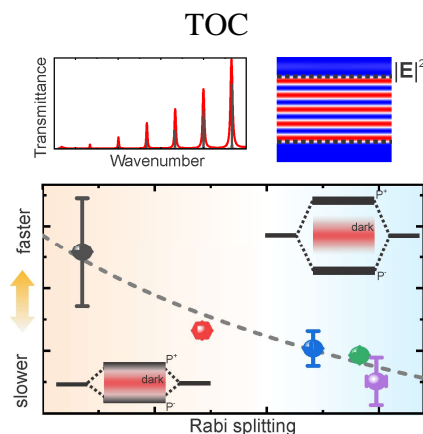 TOC
Transmittance
Wavenumber
|E|²
faster
slower
P⁺
dark
P⁻
P⁺
dark
P⁻
Rabi splitting